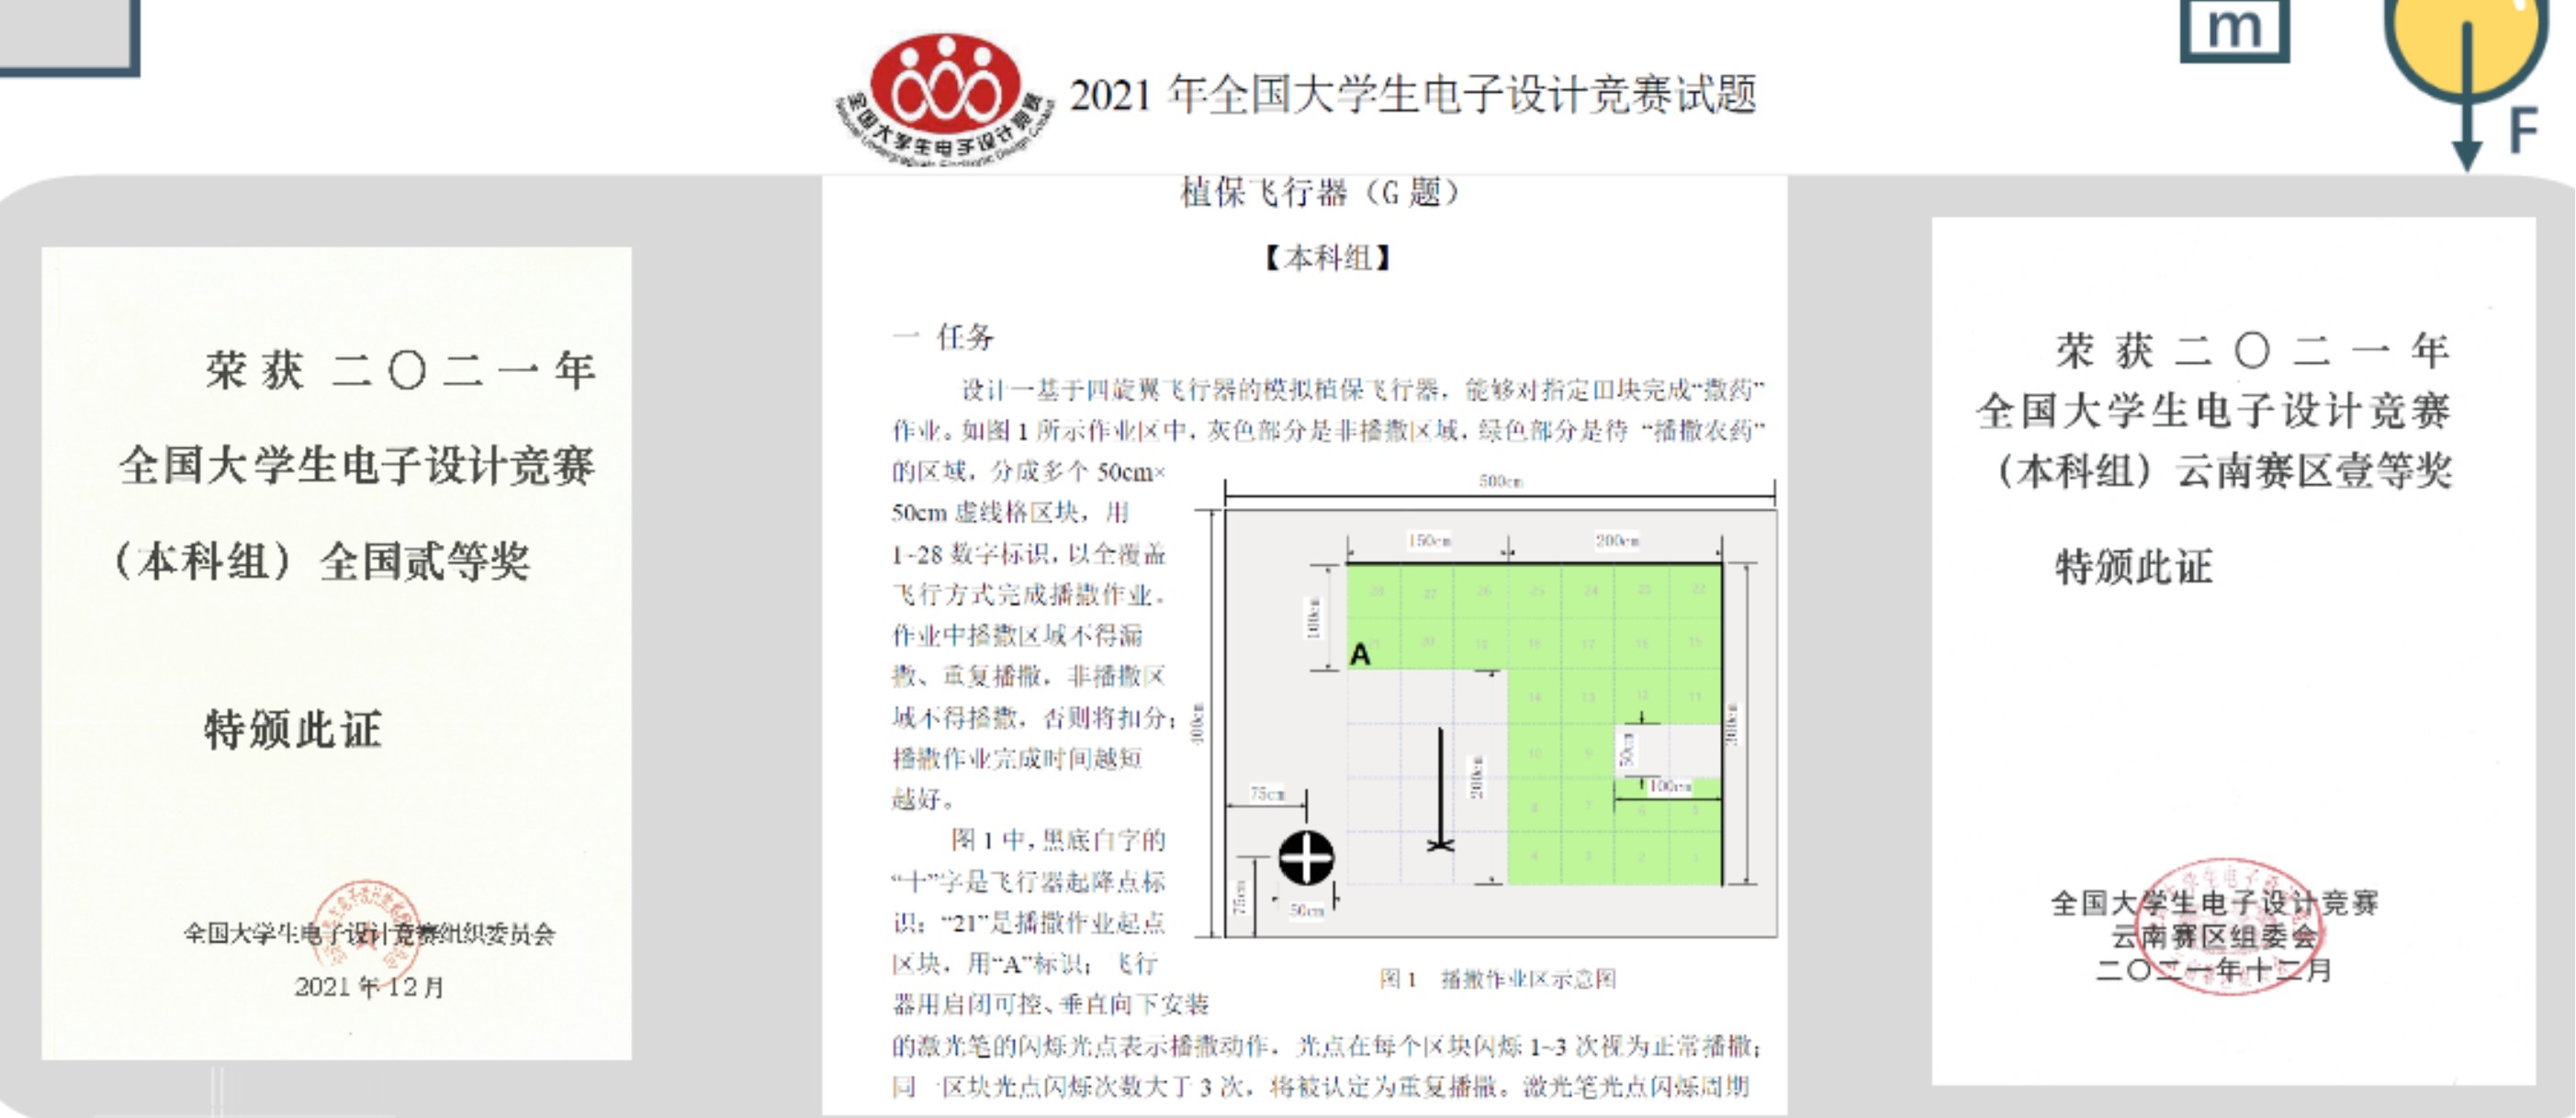 m
F
全国大学生电子设计竞赛
2021 年全国大学生电子设计竞赛试题
荣获 二〇二一年
全国大学生电子设计竞赛
（本科组）全国贰等奖
特颁此证
全国大学生电子设计竞赛组织委员会
2021 年 12 月
植保飞行器（G 题）
【本科组】
一 任务
设计一基于四旋翼飞行器的模拟植保飞行器，能够对指定田块完成“撒药”
作业。如图 1 所示作业区中，灰色部分是非播撒区域，绿色部分是待 “播撒农药”
的区域，分成多个 50cm×
50cm 虚线格区块，用
1~28 数字标识，以全覆盖
飞行方式完成播撒作业。
作业中播撒区域不得漏
撒、重复播撒，非播撒区
域不得播撒，否则将扣分；
播撒作业完成时间越短
越好。
图 1 中，黑底白字的
“十”字是飞行器起降点标
识；“21”是播撒作业起点
区块，用“A”标识；飞行
器用启闭可控、垂直向下安装
的激光笔的闪烁光点表示播撒动作，光点在每个区块闪烁 1~3 次视为正常播撒；
同一区块光点闪烁次数大于 3 次，将被认定为重复播撒。激光笔光点闪烁周期
500cm
150cm
200cm
100cm
28 27 26 25 24 22
20 19 17 16 15
A
14 13 12 11
400cm
200cm
50cm
10 9
100cm
75cm
8 7 6 5
4 3 2 1
75cm
50cm
图 1 播撒作业区示意图
荣获二〇二一年
全国大学生电子设计竞赛
（本科组）云南赛区壹等奖
特颁此证
全国大学生电子设计竞赛
云南赛区组委会
二〇二一年十二月